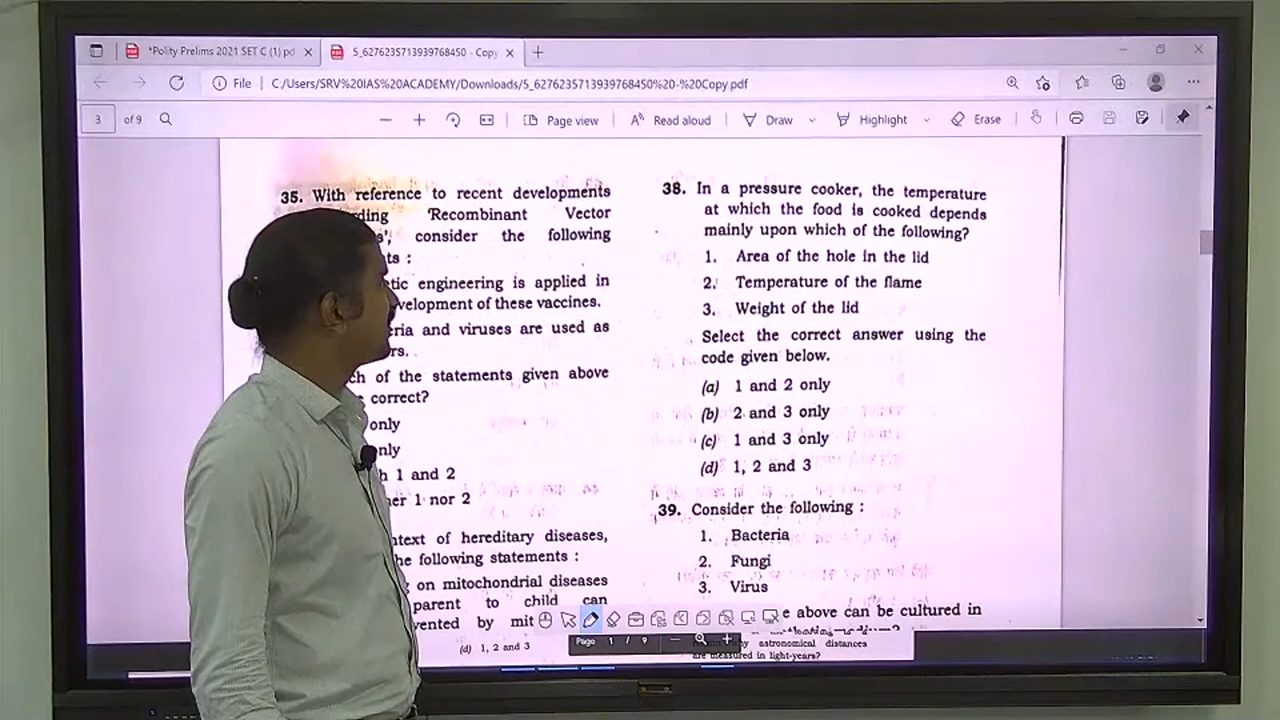 *Polity Prelims 2021 SET C (1) pd
5_6276235713939768450 - Copy
File
C:/Users/SRV%20IAS%20ACADEMY/Downloads/5_6276235713939768450%20-%20Copy.pdf
3 of 9
Page view
Read aloud
Draw
Highlight
Erase
35. With reference to recent developments
rding 'Recombinant Vector
s', consider the following
ts :
tic engineering is applied in
velopment of these vaccines.
ria and viruses are used as
rs.
ch of the statements given above
correct?
only
nly
h 1 and 2
er 1 nor 2
ntext of hereditary diseases,
he following statements :
on mitochondrial diseases
parent to child can
vented by mit
(d) 1, 2 and 3
38. In a pressure cooker, the temperature
at which the food is cooked depends
mainly upon which of the following?
1. Area of the hole in the lid
2. Temperature of the flame
3. Weight of the lid
Select the correct answer using the
code given below.
(a) 1 and 2 only
(b) 2 and 3 only
(c) 1 and 3 only
(d) 1, 2 and 3
39. Consider the following :
1. Bacteria
2. Fungi
3. Virus
e above can be cultured in
Page 1 / 9
y astronomical distances
are measured in light-years?